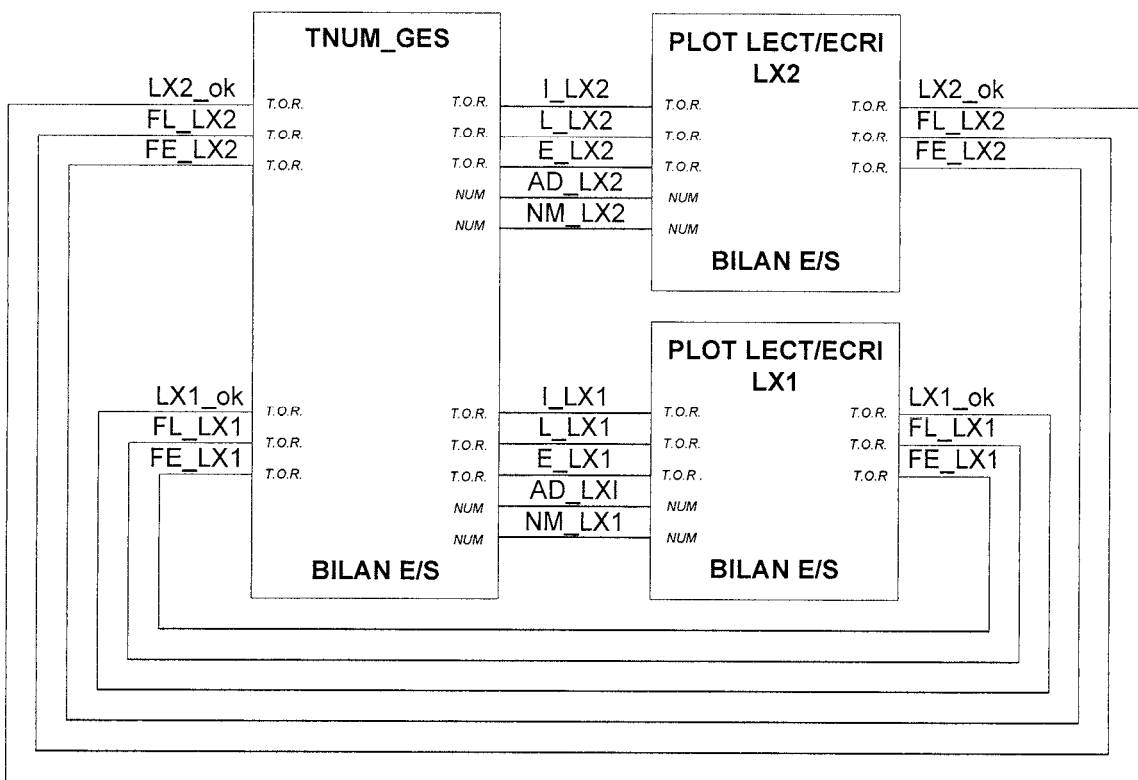 TNUM_GES
LX2_ok
FL_LX2
FE_LX2
T.O.R.
T.O.R.
T.O.R.
T.O.R.
T.O.R.
T.O.R.
NUM
NUM
LX1_ok
FL_LX1
FE_LX1
T.O.R.
T.O.R.
T.O.R.
T.O.R.
T.O.R.
T.O.R.
NUM
NUM
BILAN E/S
I_LX2
L_LX2
E_LX2
AD_LX2
NM_LX2
I_LX1
L_LX1
E_LX1
AD_LXI
NM_LX1
PLOT LECT/ECRI
LX2
T.O.R.
T.O.R.
T.O.R.
NUM
NUM
T.O.R.
T.O.R.
T.O.R.
BILAN E/S
LX2_ok
FL_LX2
FE_LX2
PLOT LECT/ECRI
LX1
T.O.R.
T.O.R.
T.O.R .
NUM
NUM
T.O.R.
T.O.R.
T.O.R
BILAN E/S
LX1_ok
FL_LX1
FE_LX1